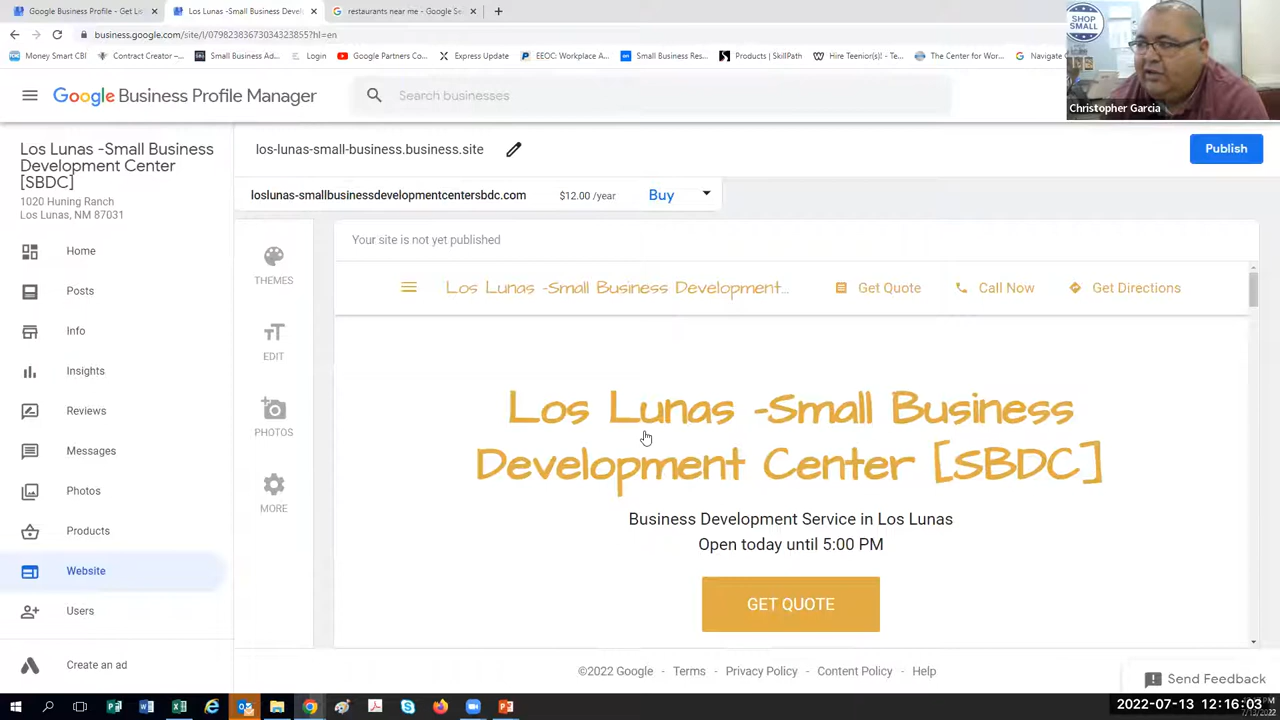 Google Business Profile - Get Lis
Los Lunas -Small Business Devel
restaurants near me - Google Se
business.google.com/site/l/07982383673034323855?hl=en
Money Smart CBI
Contract Creator –...
Small Business Ad...
Login
Google Partners Co...
Express Update
EEOC: Workplace A...
Small Business Res...
Products | SkillPath
Hire Teenior(s)! - Te...
The Center for Wor...
Navigate
SHOP
SMALL
Christopher Garcia
Google Business Profile Manager
Search businesses
Los Lunas -Small Business
Development Center
[SBDC]
1020 Huning Ranch
Los Lunas, NM 87031
los-lunas-small-business.business.site
Publish
loslunas-smallbusinessdevelopmentcentersbdc.com
$12.00 /year
Buy
Home
Posts
Info
Insights
Reviews
Messages
Photos
Products
Website
Users
Create an ad
THEMES
EDIT
PHOTOS
MORE
Your site is not yet published
Los Lunas -Small Business Development...
Get Quote
Call Now
Get Directions
Los Lunas -Small Business
Development Center [SBDC]
Business Development Service in Los Lunas
Open today until 5:00 PM
GET QUOTE
©2022 Google - Terms - Privacy Policy - Content Policy - Help
Send Feedback
2022-07-13 12:16:03